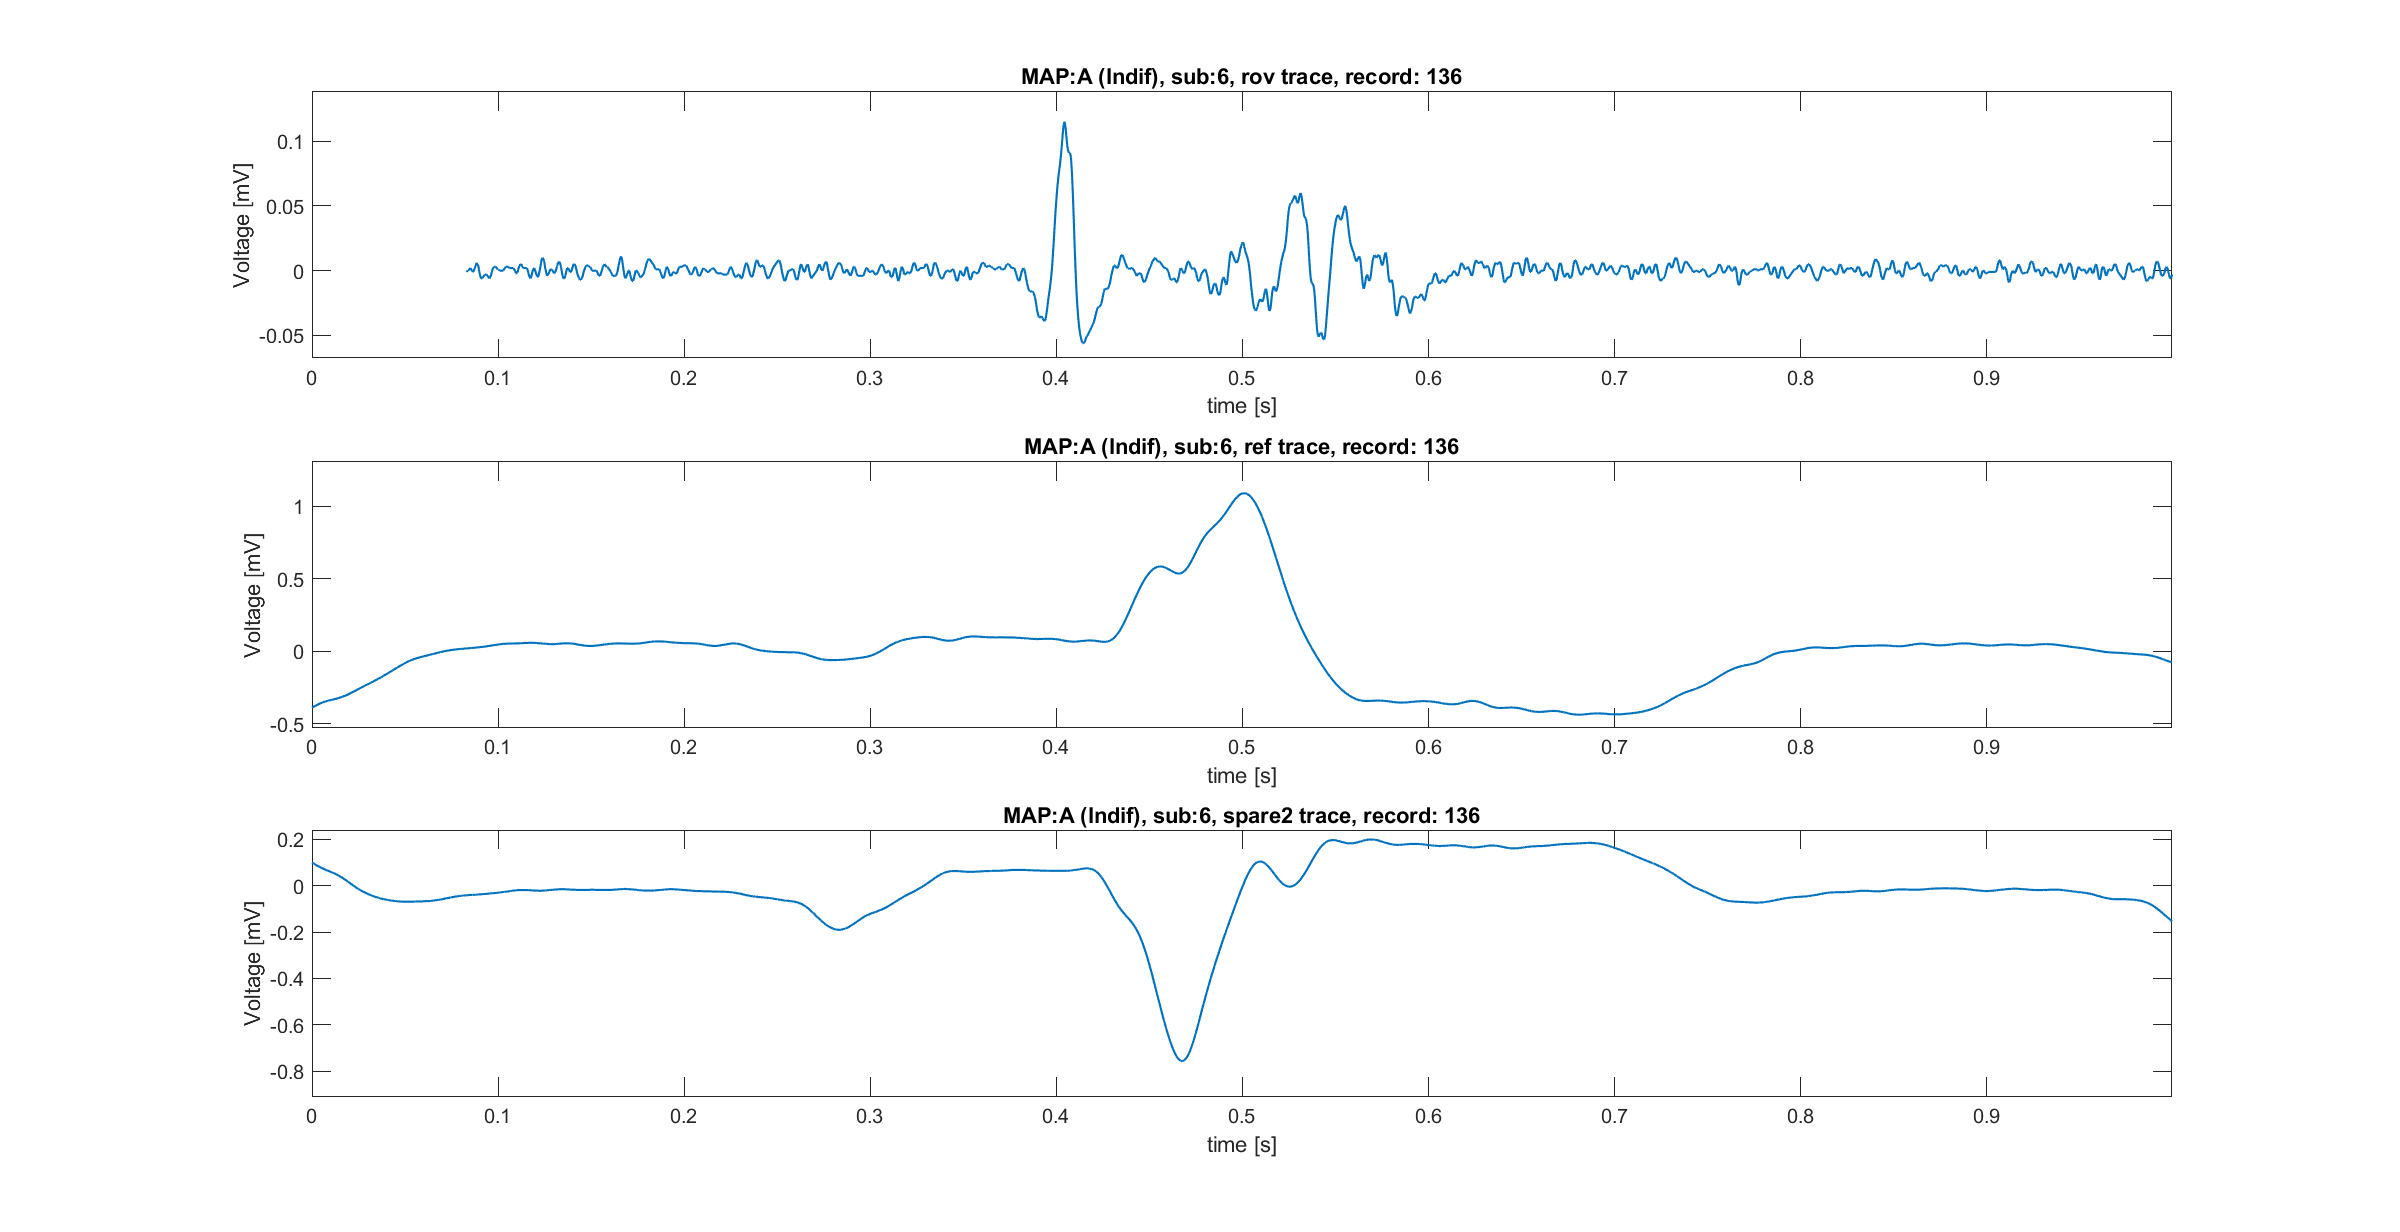 MAP:A (Indif), sub:6, rov trace, record: 136
Voltage [mV]
0.1
0.05
0
-0.05
0 0.1 0.2 0.3 0.4 0.5 0.6 0.7 0.8 0.9
time [s]
MAP:A (Indif), sub:6, ref trace, record: 136
Voltage [mV]
1
0.5
0
-0.5
0 0.1 0.2 0.3 0.4 0.5 0.6 0.7 0.8 0.9
time [s]
MAP:A (Indif), sub:6, spare2 trace, record: 136
Voltage [mV]
0.2
0
-0.2
-0.4
-0.6
-0.8
0 0.1 0.2 0.3 0.4 0.5 0.6 0.7 0.8 0.9
time [s]